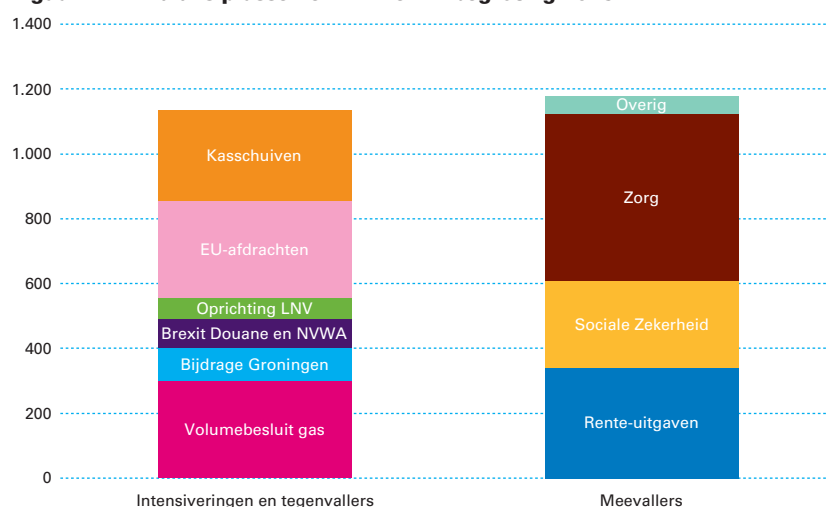 1.400
1.200
1.000
800
600
400
200
0
Kasschuiven
EU-afdrachten
Oprichting LNV
Brexit Douane en NVWA
Bijdrage Groningen
Volumebesluit gas
Overig
Zorg
Sociale Zekerheid
Rente-uitgaven
Intensiveringen en tegenvallers
Meevallers